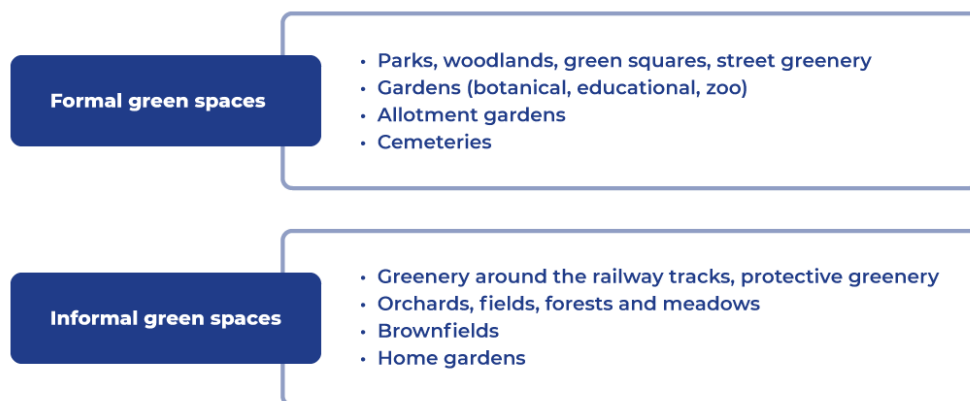 Formal green spaces
• Parks, woodlands, green squares, street greenery
• Gardens (botanical, educational, zoo)
• Allotment gardens
• Cemeteries
Informal green spaces
• Greenery around the railway tracks, protective greenery
• Orchards, fields, forests and meadows
• Brownfields
• Home gardens